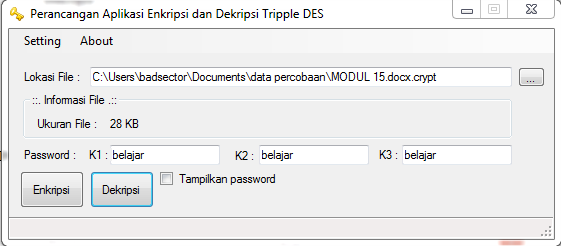 Perancangan Aplikasi Enkripsi dan Dekripsi Tripple DES
Setting About
Lokasi File : C:\Users\badsector\Documents\data percobaan\MODUL 15.docx.crypt ...
::. Informasi File .::
Ukuran File : 28 KB
Password : K1 : belajar K2 : belajar K3 : belajar
Enkripsi Dekripsi Tampilkan password